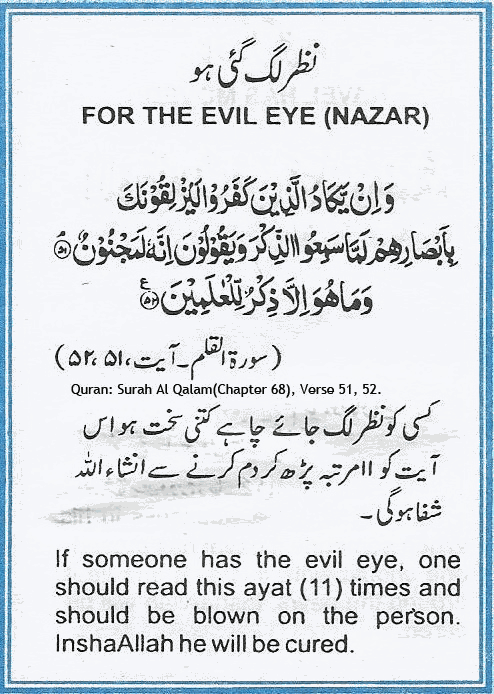 نظر لگ گئی ہو
FOR THE EVIL EYE (NAZAR)
وَاِنْ يَّكَادُ الَّذِيْنَ كَفَرُوْا لَيُزْلِقُوْنَكَ
بِاَبْصَارِهِمْ لَمَّا سَمِعُوا الذِّكْرَ وَيَقُوْلُوْنَ اِنَّهٗ لَمَجْنُوْنٌ ۘ ﴿۵۱﴾
وَمَا هُوَ اِلَّا ذِكْرٌ لِّلْعٰلَمِيْنَ ﴿۵۲﴾ ع
(سورة القلم۔ آیت، ۵۱، ۵۲)
Quran: Surah Al Qalam(Chapter 68), Verse 51, 52.
کسی کو نظر لگ جائے چاہے کتنی سخت ہو اس
آیت کو ۱۱ مرتبہ پڑھ کر دم کرنے سے انشاء اللہ
شفا ہوگی۔
If someone has the evil eye, one
should read this ayat (11) times and
should be blown on the person.
InshaAllah he will be cured.